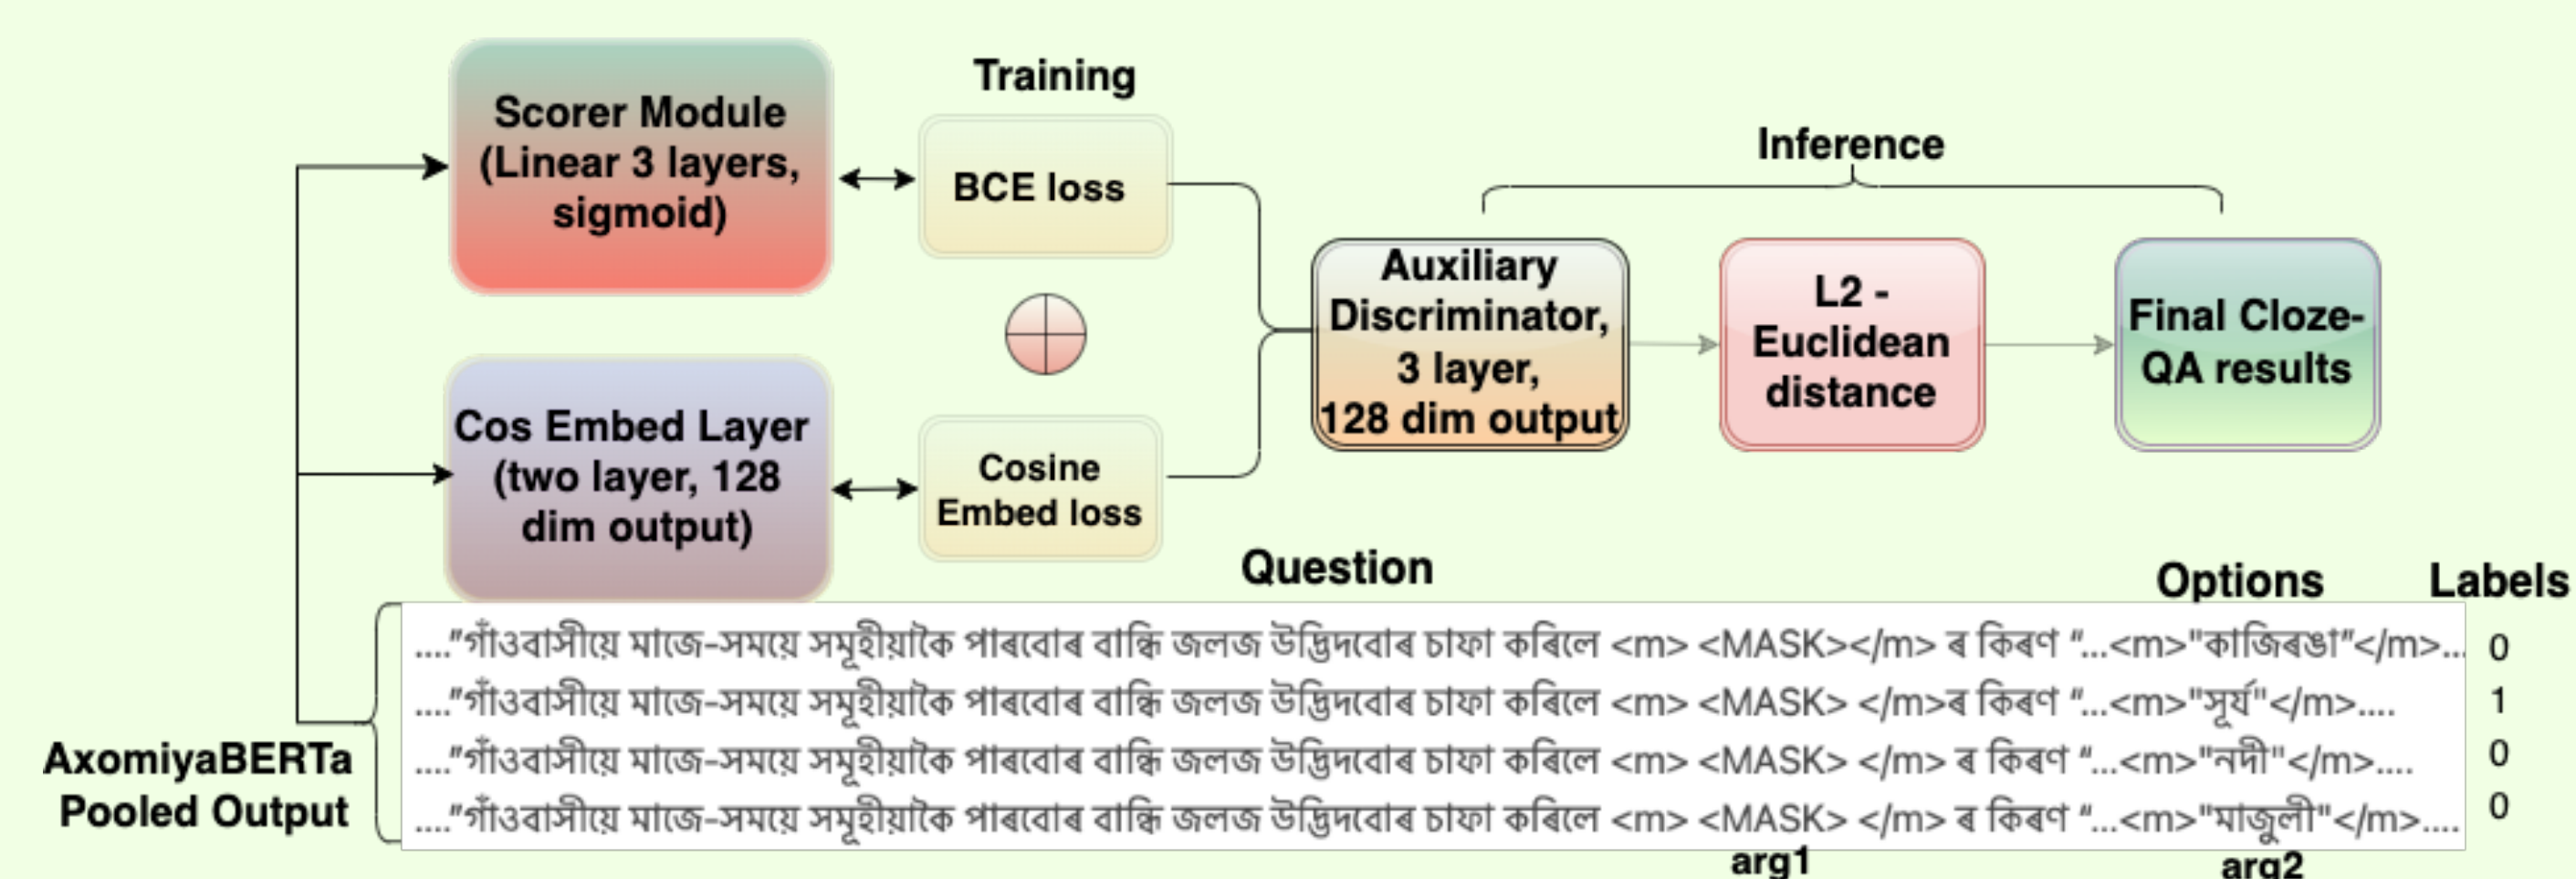 Training
Scorer Module
(Linear 3 layers,
sigmoid)
BCE loss
Inference
Auxiliary
Discriminator,
3 layer,
128 dim output
L2 -
Euclidean
distance
Final Cloze-
QA results
Cos Embed Layer
(two layer, 128
dim output)
Cosine
Embed loss
Question
Options
Labels
...."গাঁওবাসীয়ে মাজে-সময়ে সমূহীয়াকৈ পাৰবোৰ বান্ধি জলজ উদ্ভিদবোৰ চাফা কৰিলে <m> <MASK></m> ৰ কিৰণ “...<m>"কাজিৰঙা"</m>... 0
...."গাঁওবাসীয়ে মাজে-সময়ে সমূহীয়াকৈ পাৰবোৰ বান্ধি জলজ উদ্ভিদবোৰ চাফা কৰিলে <m> <MASK> </m>ৰ কিৰণ “...<m>"সূৰ্য"</m>.... 1
...."গাঁওবাসীয়ে মাজে-সময়ে সমূহীয়াকৈ পাৰবোৰ বান্ধি জলজ উদ্ভিদবোৰ চাফা কৰিলে <m> <MASK> </m> ৰ কিৰণ “...<m>"নদী"</m>.... 0
...."গাঁওবাসীয়ে মাজে-সময়ে সমূহীয়াকৈ পাৰবোৰ বান্ধি জলজ উদ্ভিদবোৰ চাফা কৰিলে <m> <MASK> </m> ৰ কিৰণ “...<m>"মাজুলী"</m>.... 0
AxomiyaBERTa
Pooled Output
arg1
arg2